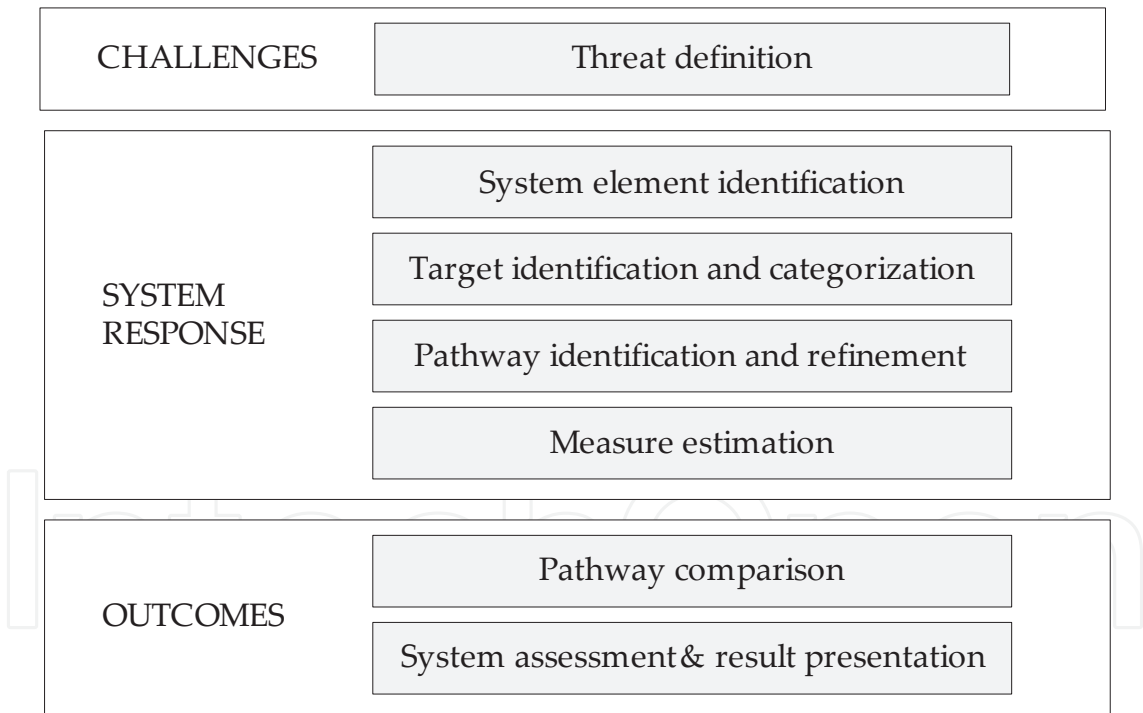 CHALLENGES
Threat definition
System element identification
Target identification and categorization
SYSTEM
RESPONSE
Pathway identification and refinement
Measure estimation
Pathway comparison
OUTCOMES
System assessment & result presentation
IntechOpen